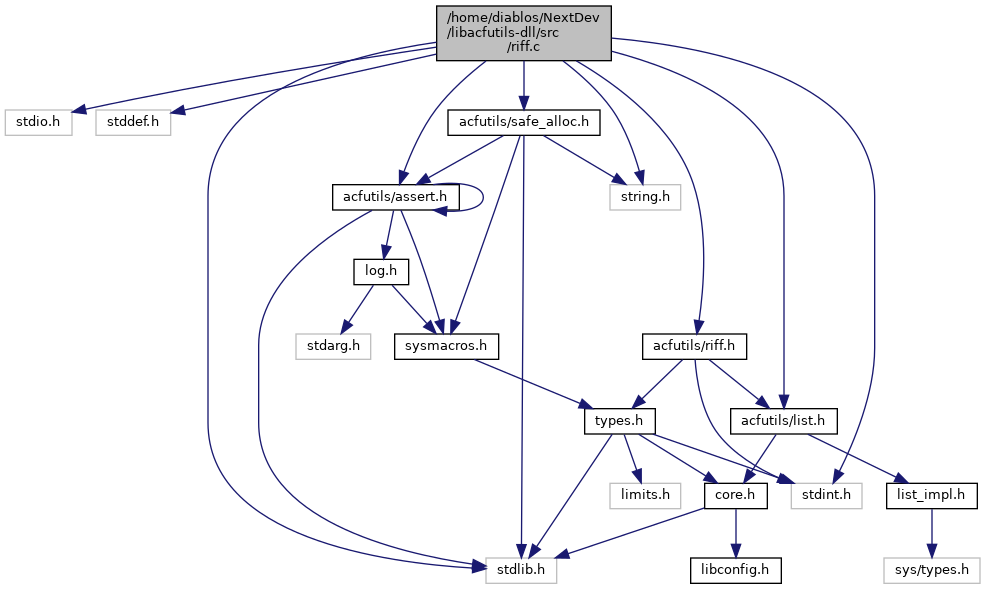 /home/diablos/NextDev
/libacfutils-dll/src
/riff.c
stdio.h
stddef.h
acfutils/safe_alloc.h
acfutils/assert.h
string.h
log.h
stdarg.h
sysmacros.h
acfutils/riff.h
types.h
acfutils/list.h
limits.h
core.h
stdint.h
list_impl.h
stdlib.h
libconfig.h
sys/types.h